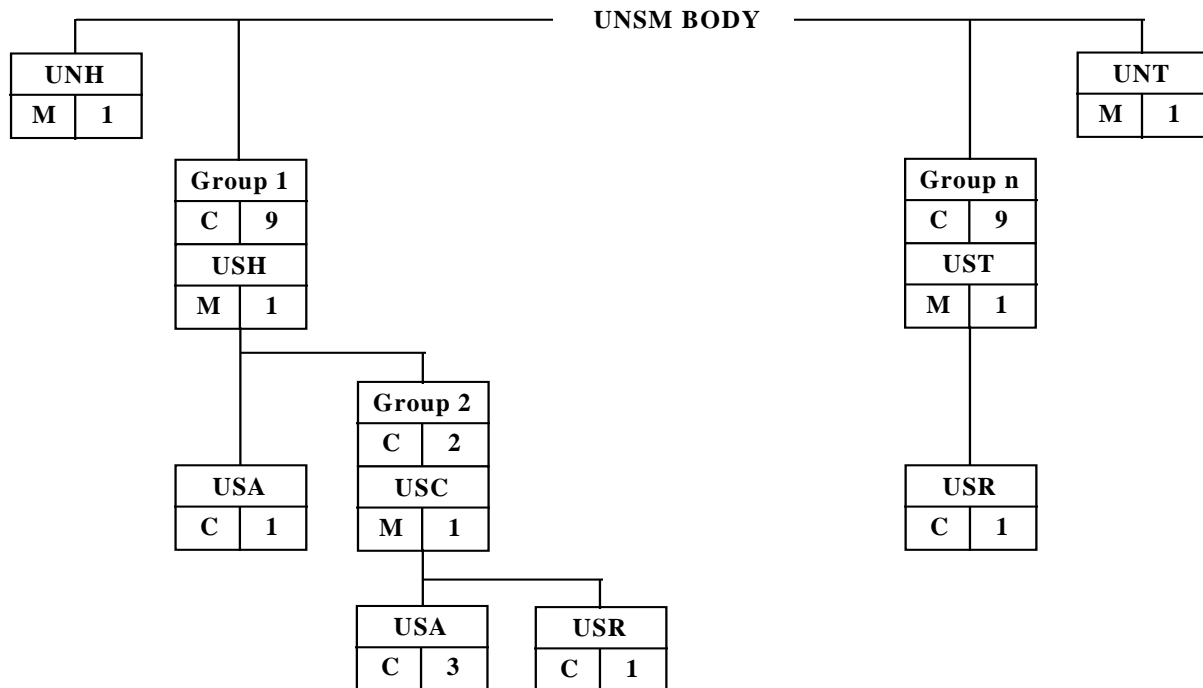 UNSM BODY
UNH
M 1
UNT
M 1
Group 1
C 9
USH
M 1
Group n
C 9
UST
M 1
Group 2
C 2
USC
M 1
USA
C 1
USR
C 1
USA
C 3
USR
C 1